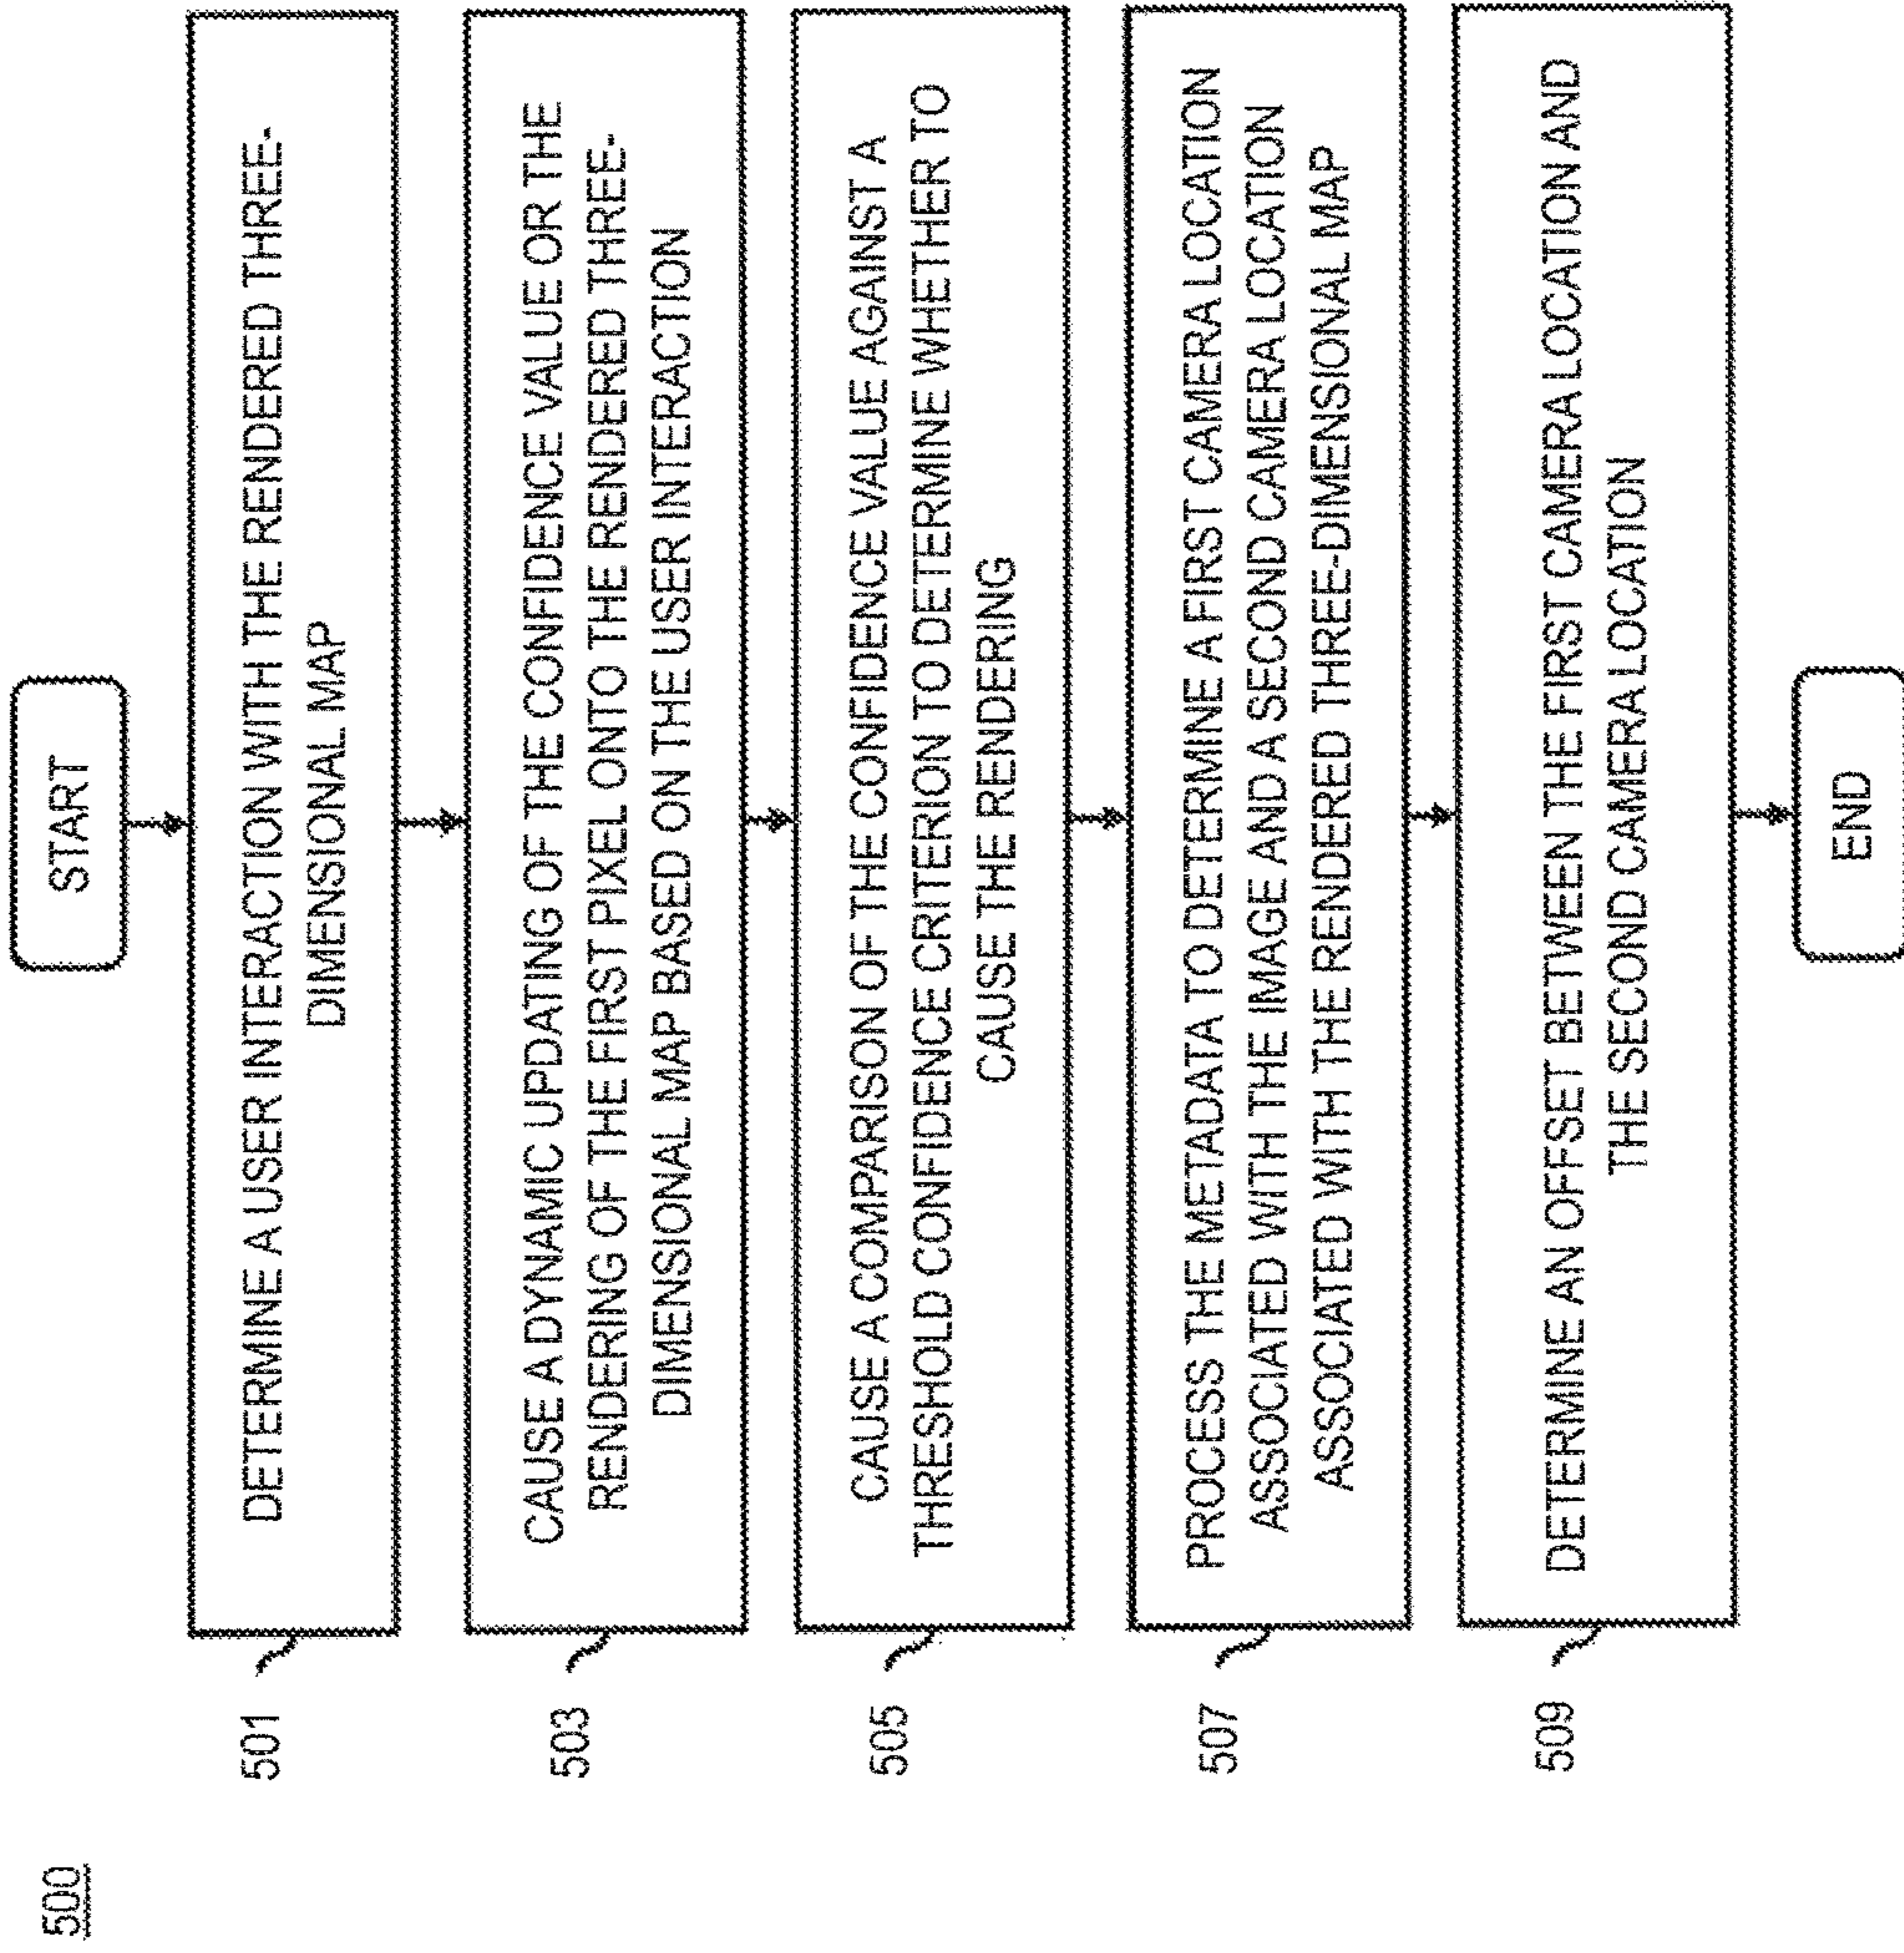 500
START
501
DETERMINE A USER INTERACTION WITH THE RENDERED THREE-
DIMENSIONAL MAP
503
CAUSE A DYNAMIC UPDATING OF THE CONFIDENCE VALUE OR THE
RENDERING OF THE FIRST PIXEL ONTO THE RENDERED THREE-
DIMENSIONAL MAP BASED ON THE USER INTERACTION
505
CAUSE A COMPARISON OF THE CONFIDENCE VALUE AGAINST A
THRESHOLD CONFIDENCE CRITERION TO DETERMINE WHETHER TO
CAUSE THE RENDERING
507
PROCESS THE METADATA TO DETERMINE A FIRST CAMERA LOCATION
ASSOCIATED WITH THE IMAGE AND A SECOND CAMERA LOCATION
ASSOCIATED WITH THE RENDERED THREE-DIMENSIONAL MAP
509
DETERMINE AN OFFSET BETWEEN THE FIRST CAMERA LOCATION AND
THE SECOND CAMERA LOCATION
END